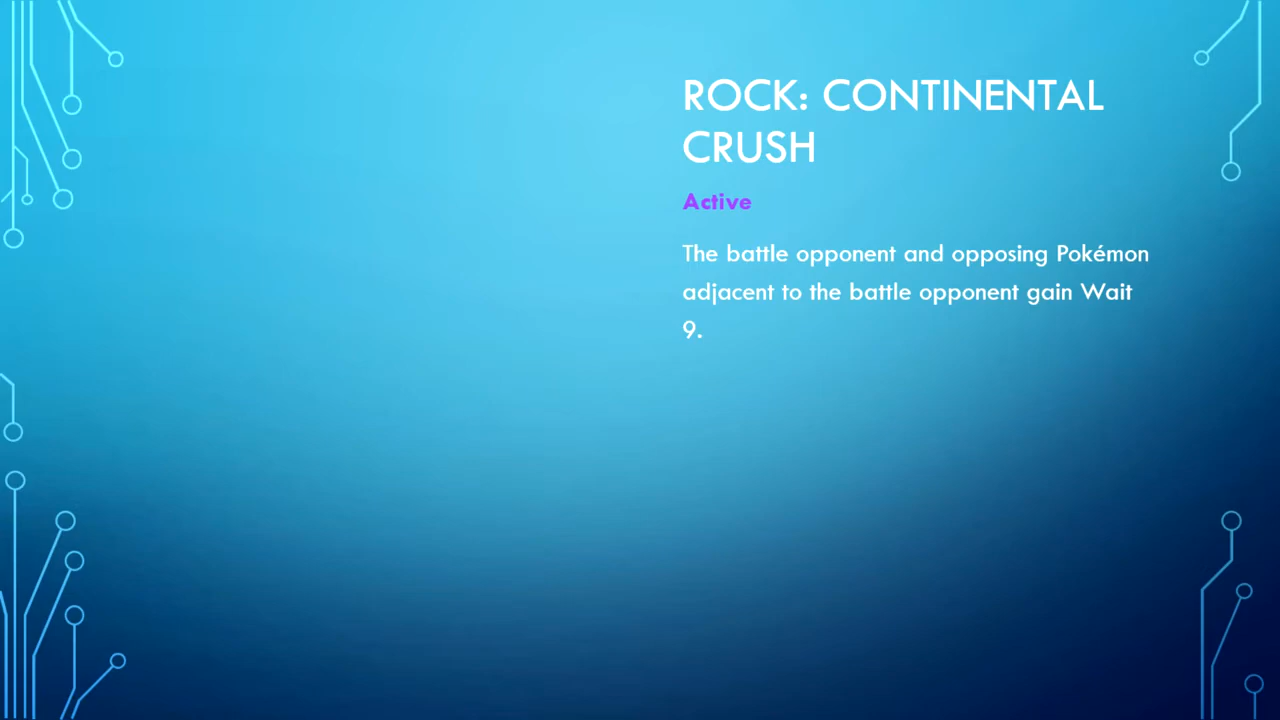 ROCK: CONTINENTAL
CRUSH
Active
The battle opponent and opposing Pokémon
adjacent to the battle opponent gain Wait
9.